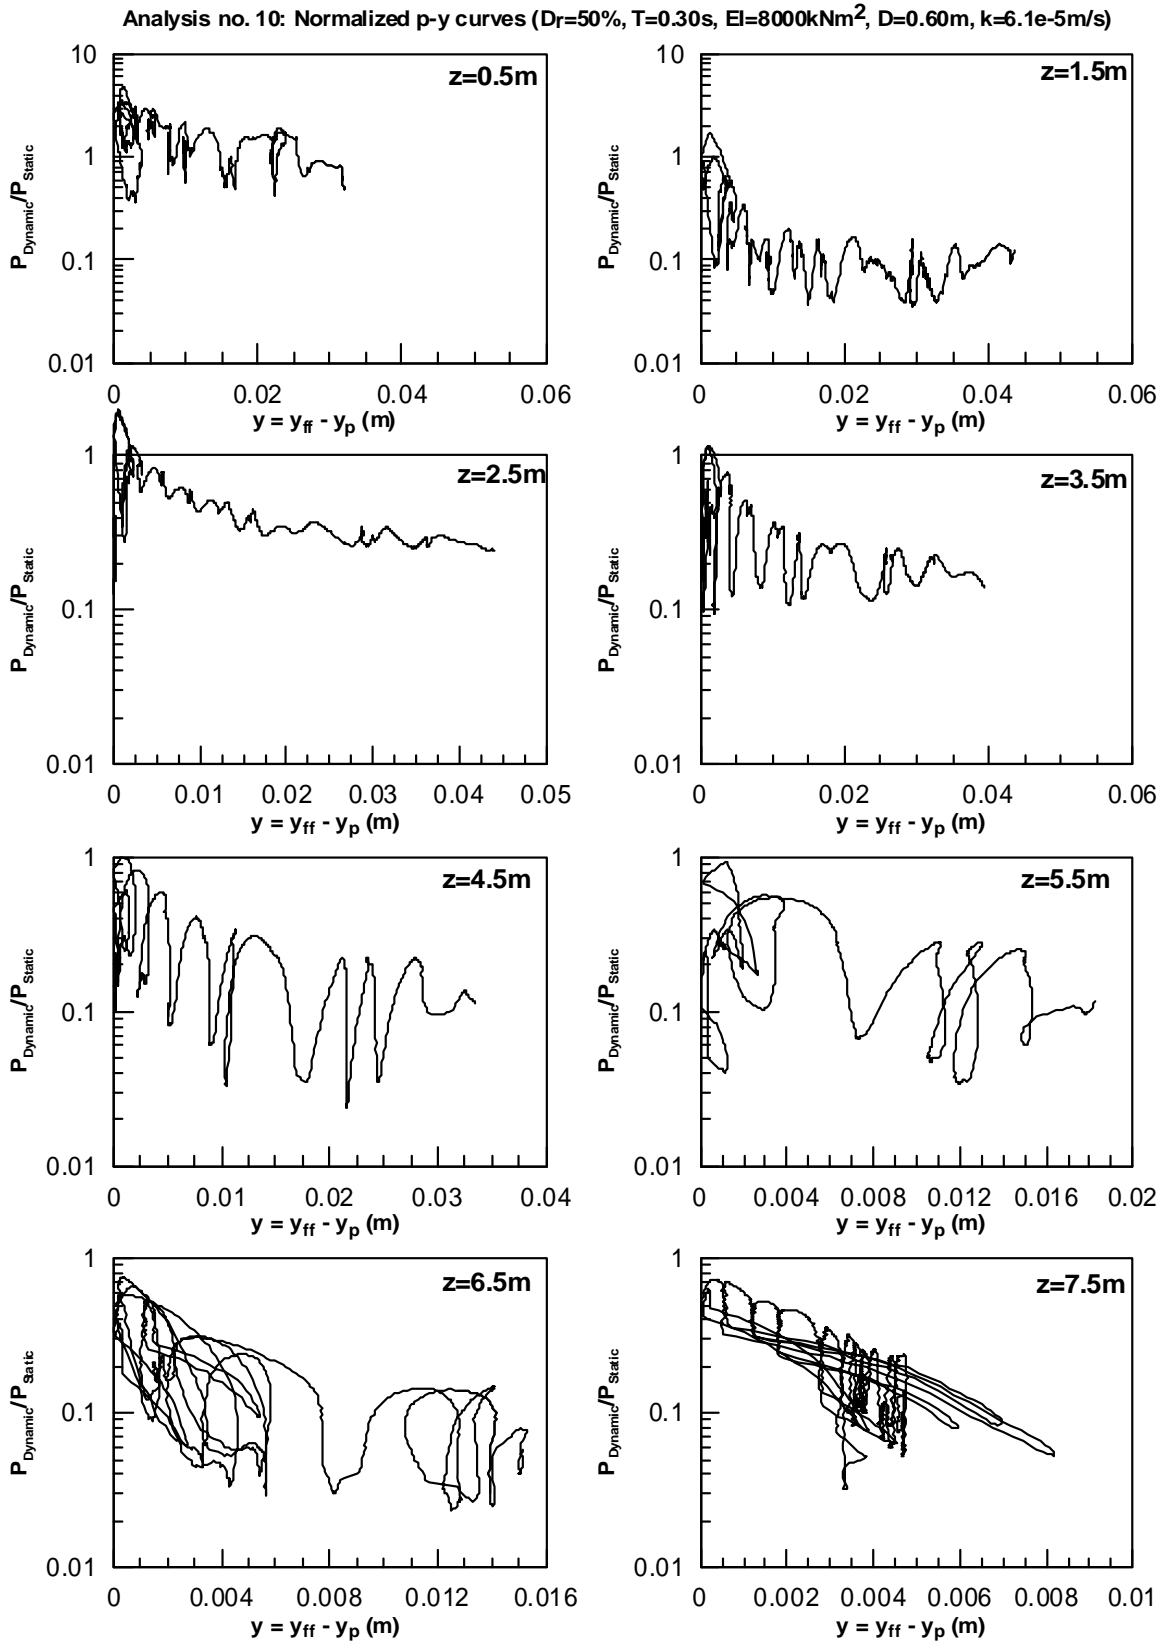 Analysis no. 10: Normalized p-y curves (Dr=50%, T=0.30s, EI=8000kNm2, D=0.60m, k=6.1e-5m/s)
z=0.5m
10
1
0.1
0.01
PDynamic/PStatic
0 0.02 0.04 0.06
y = yff - yp (m)
z=1.5m
10
1
0.1
0.01
PDynamic/PStatic
0 0.02 0.04 0.06
y = yff - yp (m)
z=2.5m
1
0.1
0.01
PDynamic/PStatic
0 0.01 0.02 0.03 0.04 0.05
y = yff - yp (m)
z=3.5m
1
0.1
0.01
PDynamic/PStatic
0 0.02 0.04 0.06
y = yff - yp (m)
z=4.5m
1
0.1
0.01
PDynamic/PStatic
0 0.01 0.02 0.03 0.04
y = yff - yp (m)
z=5.5m
1
0.1
0.01
PDynamic/PStatic
0 0.004 0.008 0.012 0.016 0.02
y = yff - yp (m)
z=6.5m
1
0.1
0.01
PDynamic/PStatic
0 0.004 0.008 0.012 0.016
y = yff - yp (m)
z=7.5m
1
0.1
0.01
PDynamic/PStatic
0 0.002 0.004 0.006 0.008 0.01
y = yff - yp (m)